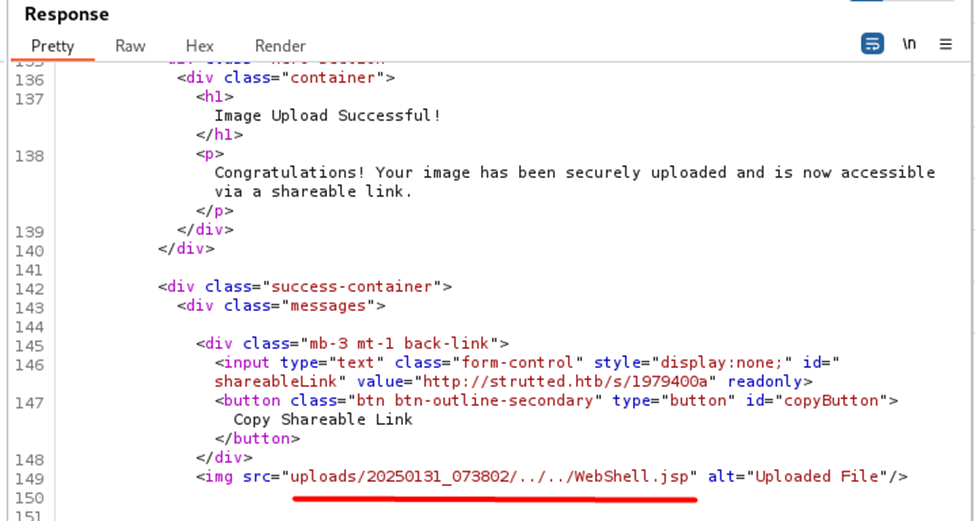 Response
Pretty Raw Hex Render \n
136 <div class="container">
137 <h1>
Image Upload Successful!
</h1>
138 <p>
Congratulations! Your image has been securely uploaded and is now accessible
via a shareable link.
</p>
139 </div>
140 </div>
141
142 <div class="success-container">
143 <div class="messages">
144
145 <div class="mb-3 mt-1 back-link">
146 <input type="text" class="form-control" style="display:none;" id="
shareableLink" value="http://strutted.htb/s/1979400a" readonly>
147 <button class="btn btn-outline-secondary" type="button" id="copyButton">
Copy Shareable Link
</button>
148 </div>
149 <img src="uploads/20250131_073802/../../WebShell.jsp" alt="Uploaded File"/>
150
151